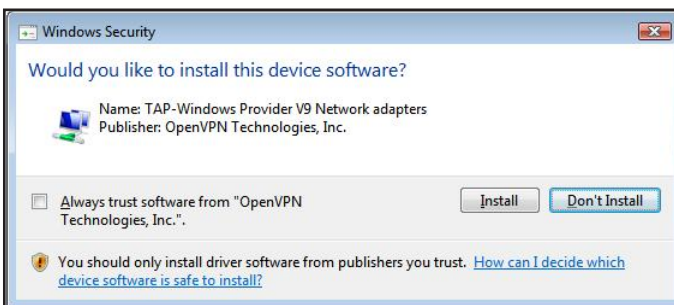 Windows Security
Would you like to install this device software?
Name: TAP-Windows Provider V9 Network adapters
Publisher: OpenVPN Technologies, Inc.
Always trust software from "OpenVPN
Technologies, Inc.".
Install
Don't Install
You should only install driver software from publishers you trust. How can I decide which
device software is safe to install?